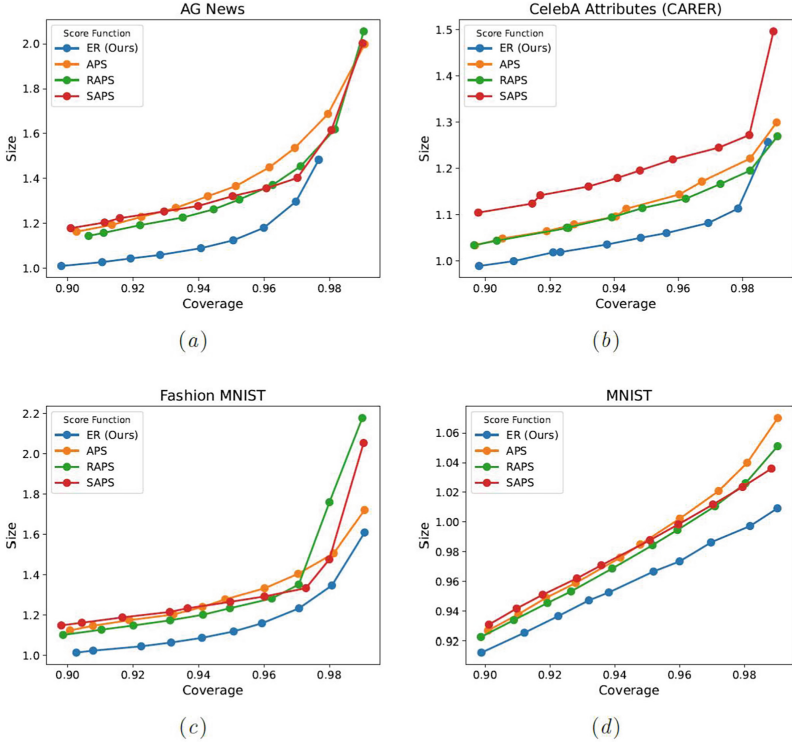 AG News
Size
2.0
1.8
1.6
1.4
1.2
1.0
Score Function
ER (Ours)
APS
RAPS
SAPS
0.90 0.92 0.94 0.96 0.98
Coverage
(a)
CelebA Attributes (CARER)
Size
1.5
1.4
1.3
1.2
1.1
1.0
Score Function
ER (Ours)
APS
RAPS
SAPS
0.90 0.92 0.94 0.96 0.98
Coverage
(b)
Fashion MNIST
Size
2.2
2.0
1.8
1.6
1.4
1.2
1.0
Score Function
ER (Ours)
APS
RAPS
SAPS
0.90 0.92 0.94 0.96 0.98
Coverage
(c)
MNIST
Size
1.06
1.04
1.02
1.00
0.98
0.96
0.94
0.92
Score Function
ER (Ours)
APS
RAPS
SAPS
0.90 0.92 0.94 0.96 0.98
Coverage
(d)